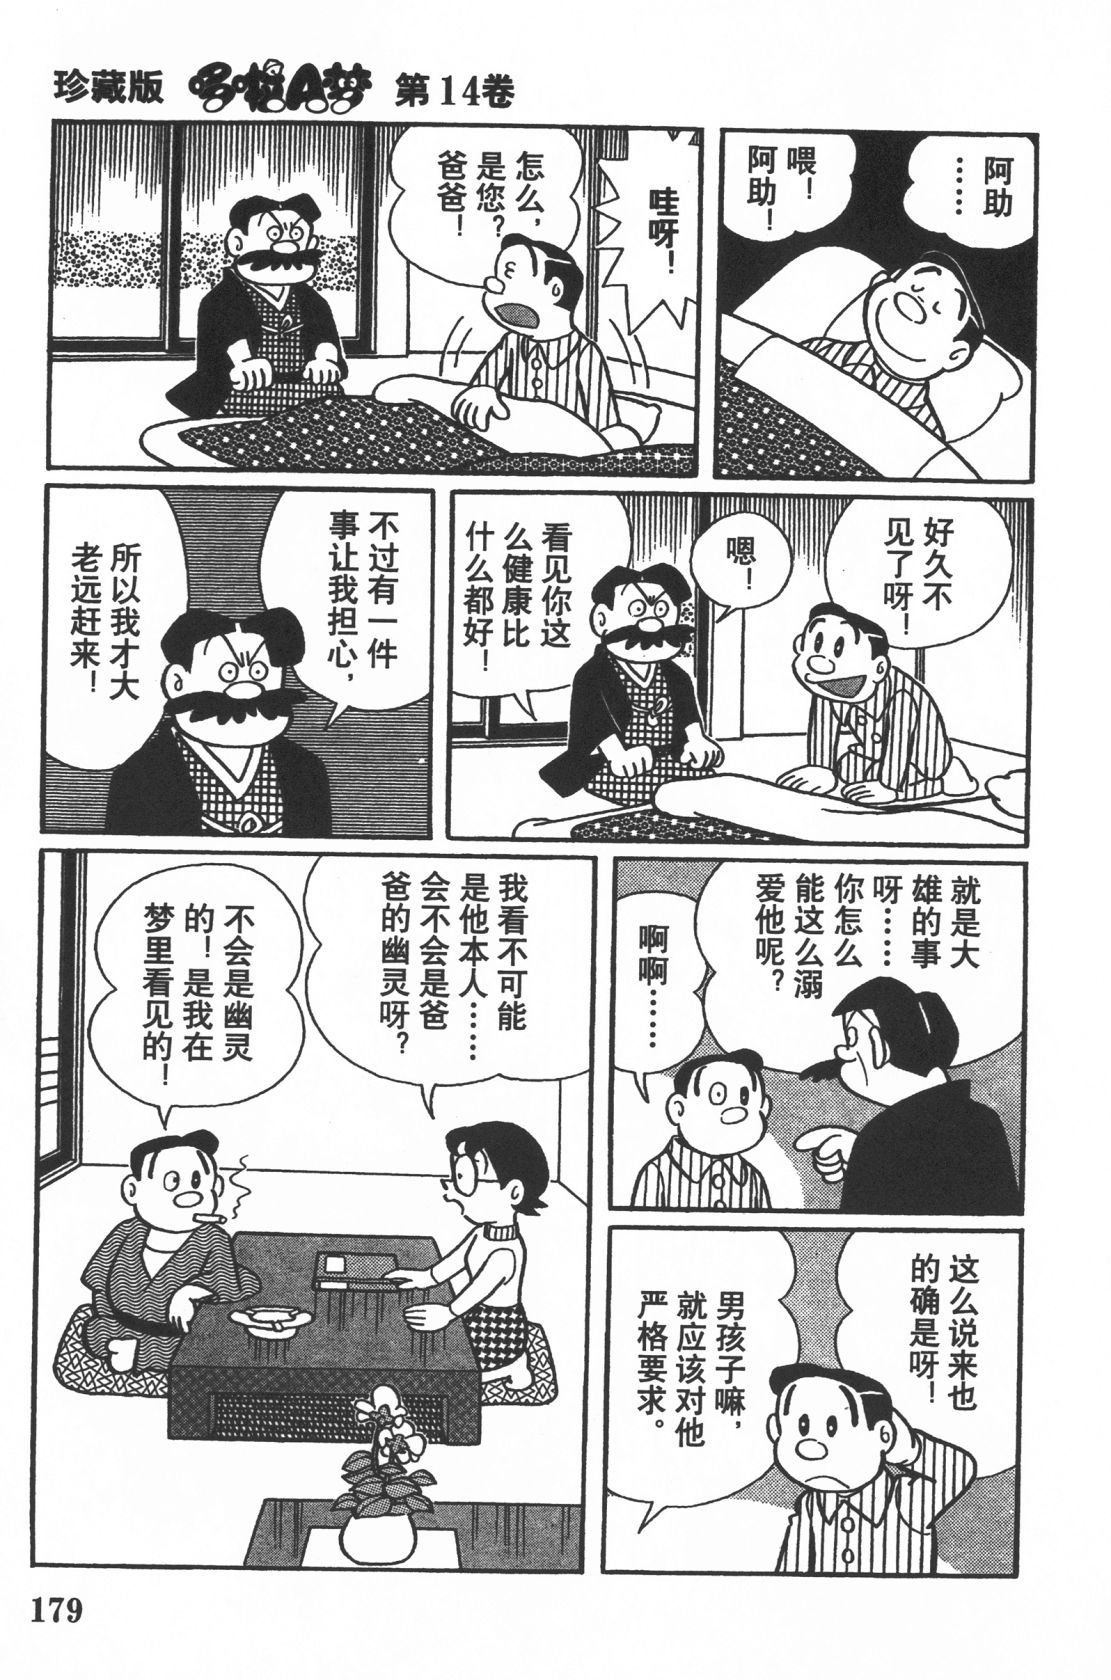 珍藏版 哆啦A梦 第14卷
阿助
……
喂！
阿助！
哇呀！
怎么，
是您？
爸爸！
好久不
见了呀！
嗯！
看见你这
么健康比
什么都好！
不过有一件
事让我担心，
所以我才大
老远赶来！
就是大
雄的事
呀……
你怎么
能这么溺
爱他呢？
啊啊……
这么说来也
的确是呀！
男孩子嘛，
就应该对他
严格要求。
我看不可能
是他本人……
会不会是爸
爸的幽灵呀？
不会是幽灵
的！是我在
梦里看见的！
179